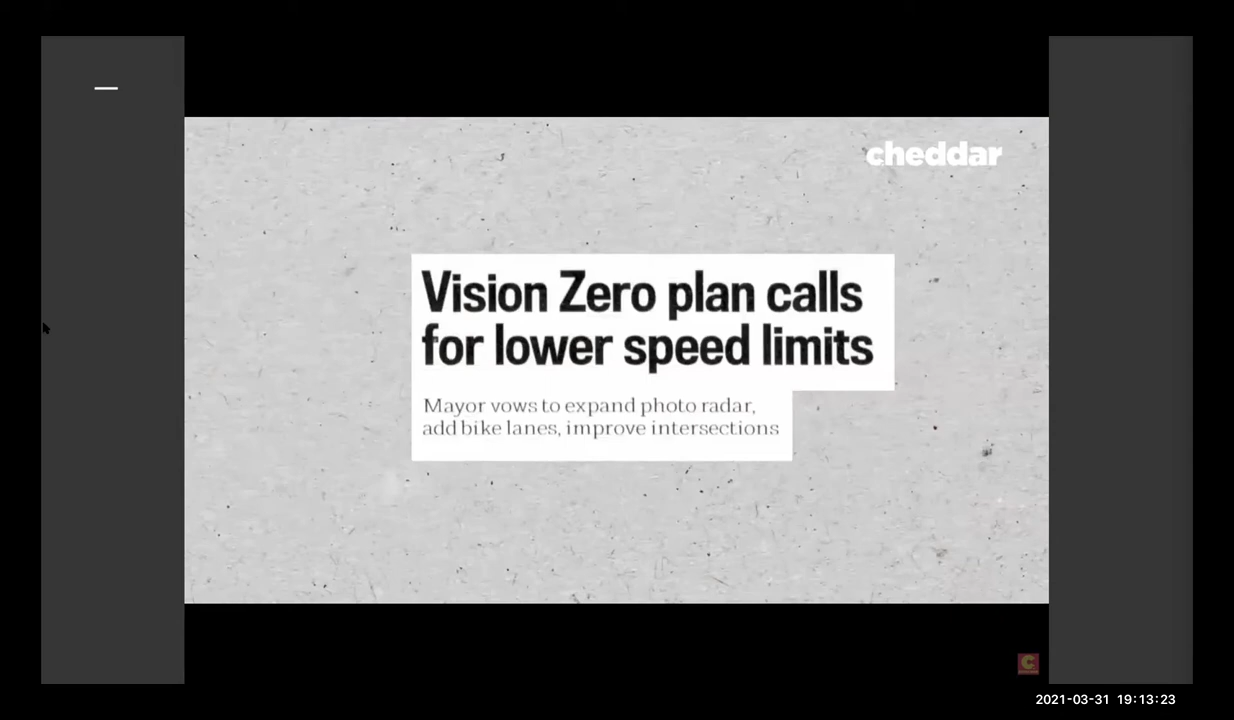 cheddar
Vision Zero plan calls
for lower speed limits
Mayor vows to expand photo radar,
add bike lanes, improve intersections
C
2021-03-31 19:13:23